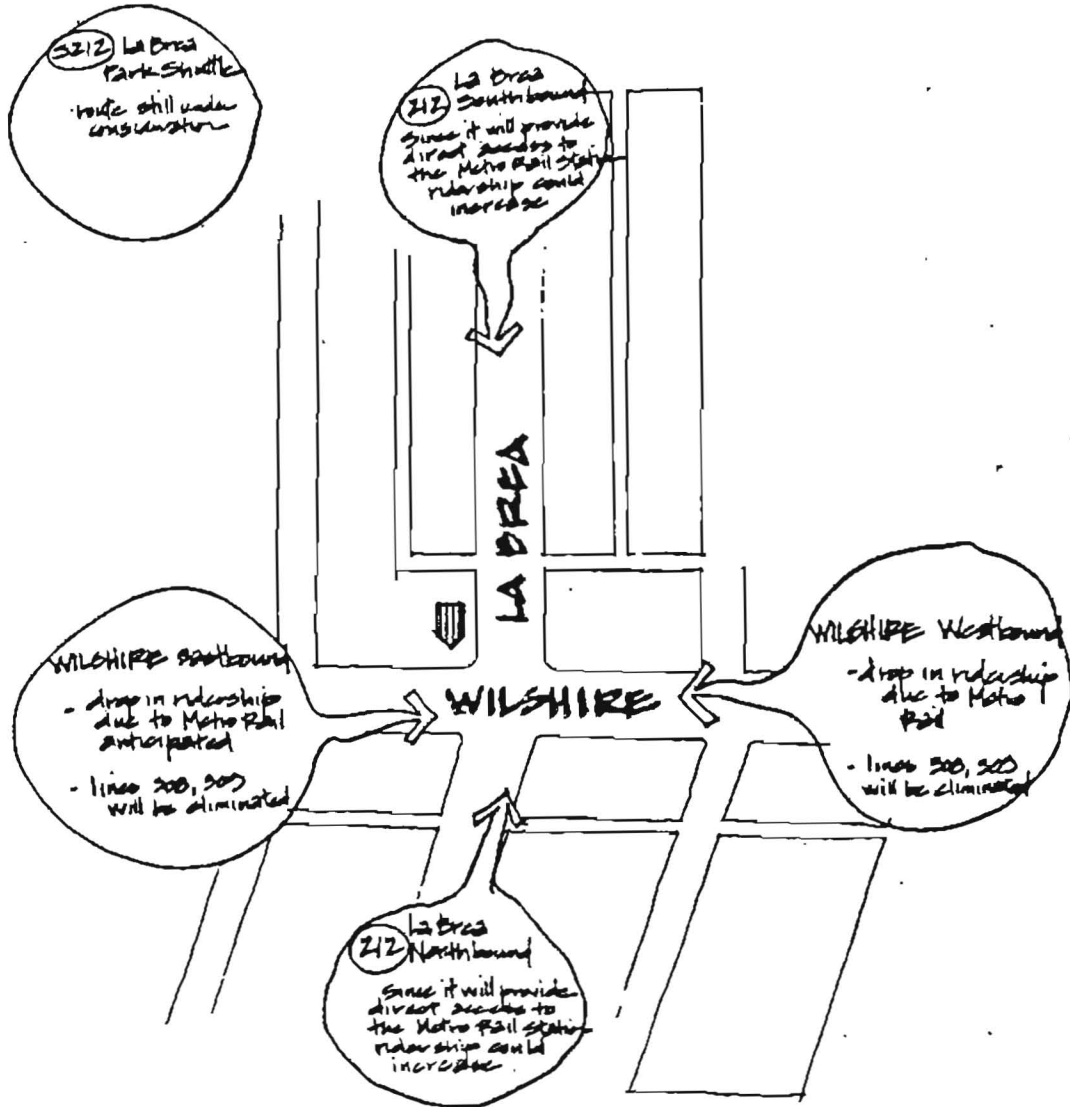 S212 La Brea
Park Shuttle
- route still under
consideration
212 La Brea
Southbound
Since it will provide
direct access to
the Metro Rail Station
ridership could
increase
LA BREA
WILSHIRE Eastbound
- drop in ridership
due to Metro Rail
anticipated
- lines 308, 309
will be eliminated
WILSHIRE
WILSHIRE Westbound
- drop in ridership
due to Metro
Rail
- lines 308, 309
will be eliminated
212 La Brea
Northbound
since it will provide
direct access to
the Metro Rail Station
ridership could
increase